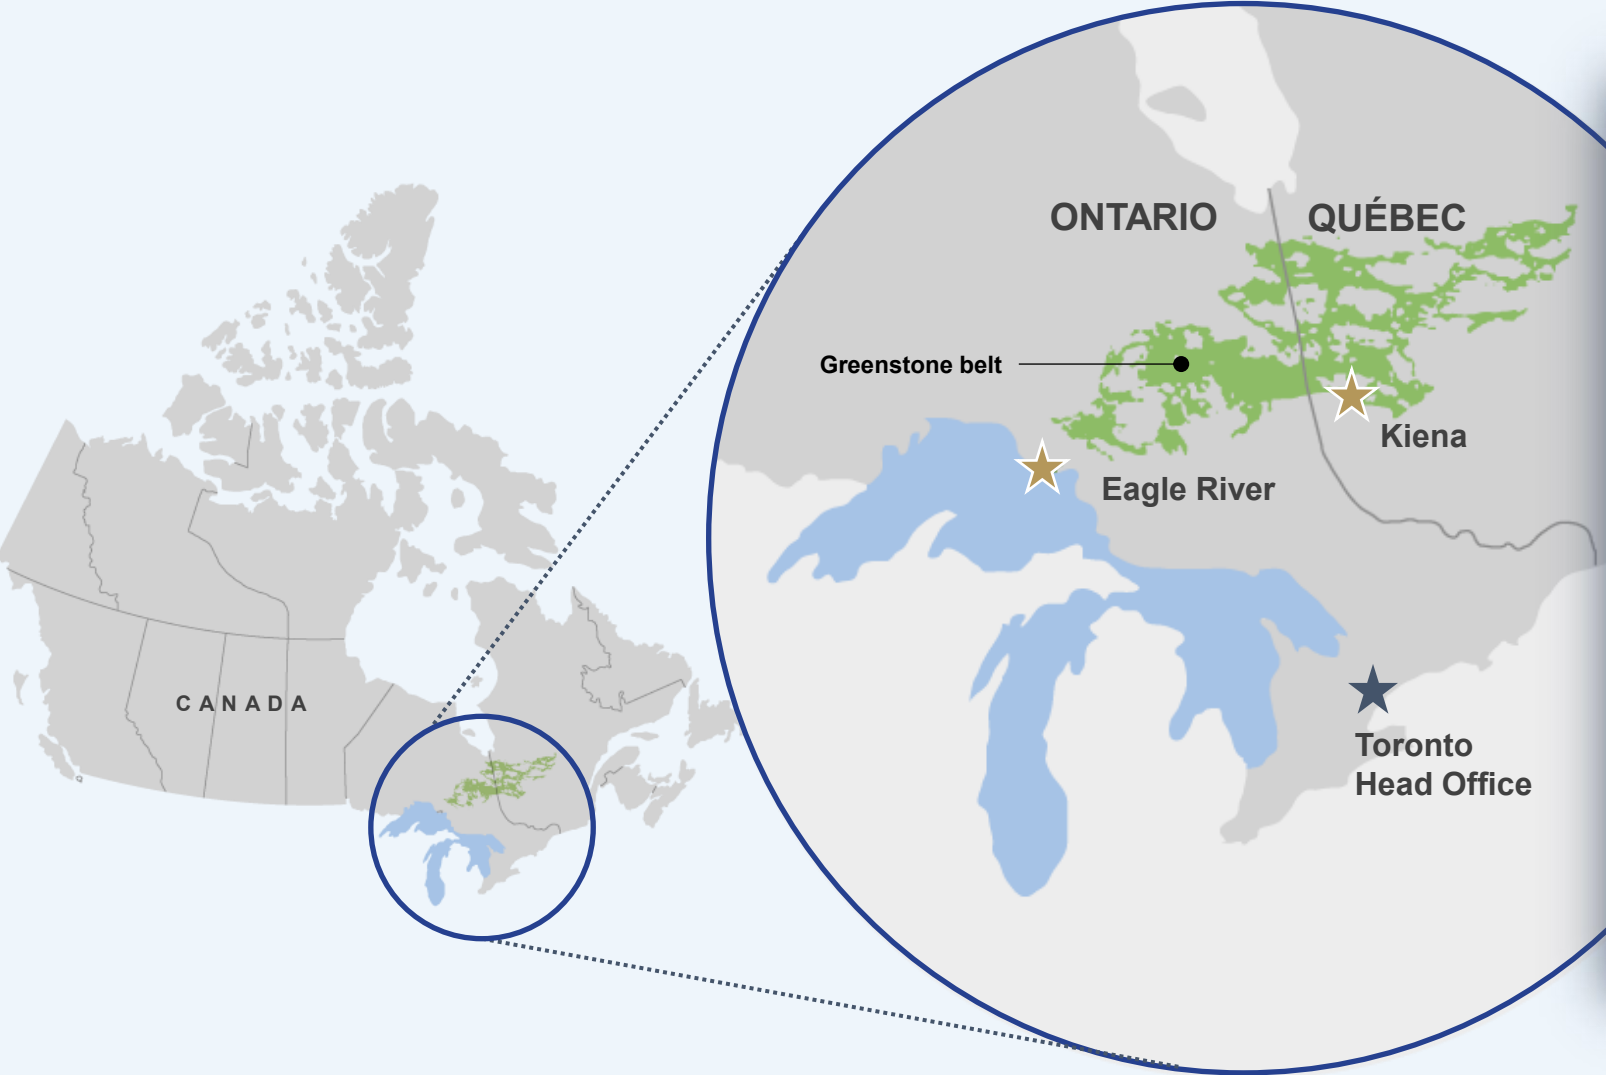 CANADA
ONTARIO
QUÉBEC
Greenstone belt
Kiena
Eagle River
Toronto
Head Office